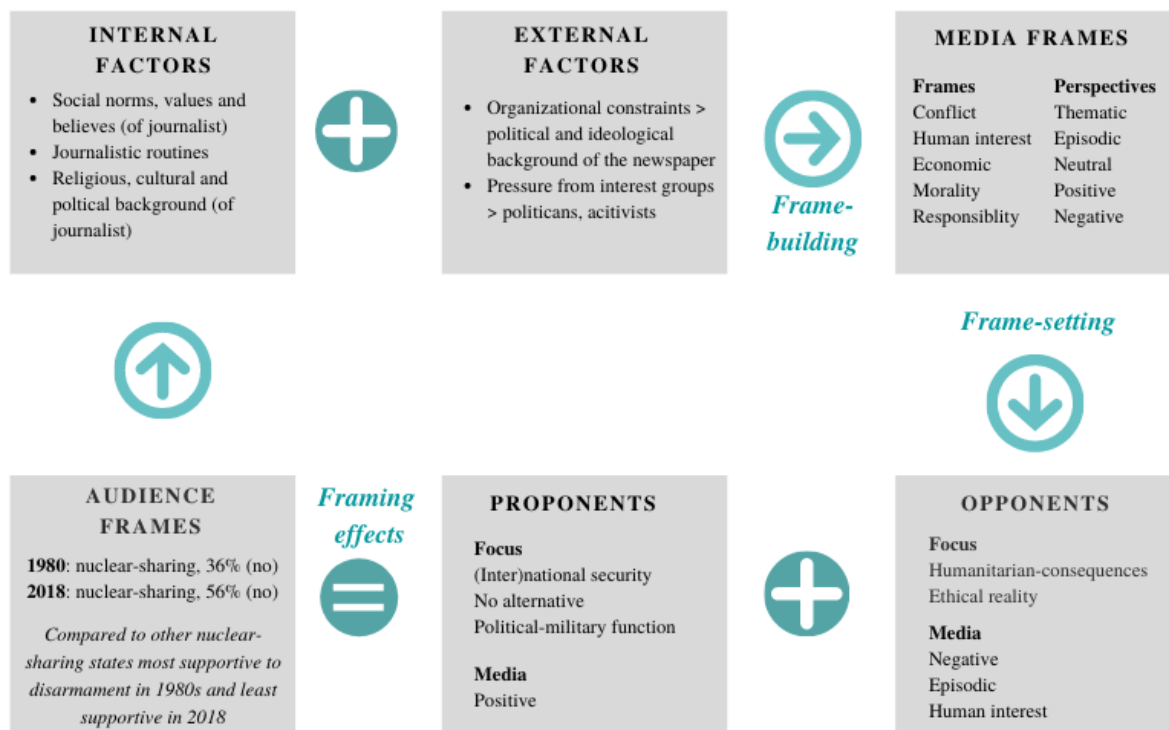 INTERNAL
FACTORS
• Social norms, values and
believes (of journalist)
• Journalistic routines
• Religious, cultural and
poltical background (of
journalist)
EXTERNAL
FACTORS
• Organizational constraints >
political and ideological
background of the newspaper
• Pressure from interest groups
> politicans, acitivists
Frame-
building
MEDIA FRAMES
Frames Perspectives
Conflict Thematic
Human interest Episodic
Economic Neutral
Morality Positive
Responsiblity Negative
Frame-setting
OPPONENTS
Focus
Humanitarian-consequences
Ethical reality
Media
Negative
Episodic
Human interest
PROPONENTS
Focus
(Inter)national security
No alternative
Political-military function
Media
Positive
Framing
effects
AUDIENCE
FRAMES
1980: nuclear-sharing, 36% (no)
2018: nuclear-sharing, 56% (no)
Compared to other nuclear-
sharing states most supportive to
disarmament in 1980s and least
supportive in 2018